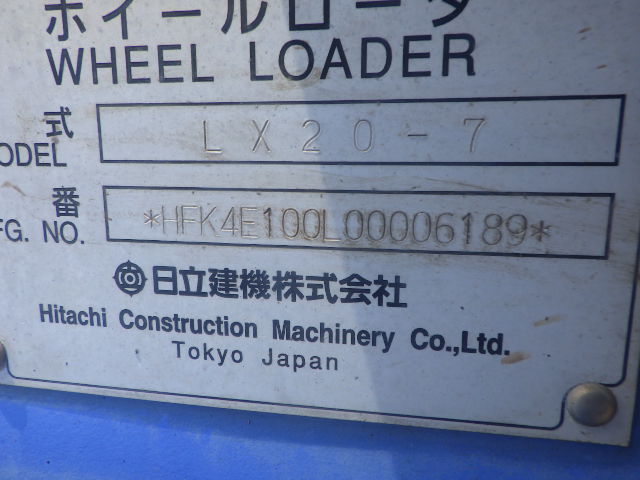 ホイールローダ
WHEEL LOADER
式
ODEL
LX20-7
番
FG. NO.
*HFK4E100L00006189*
日立建機株式会社
Hitachi Construction Machinery Co.,Ltd.
Tokyo Japan